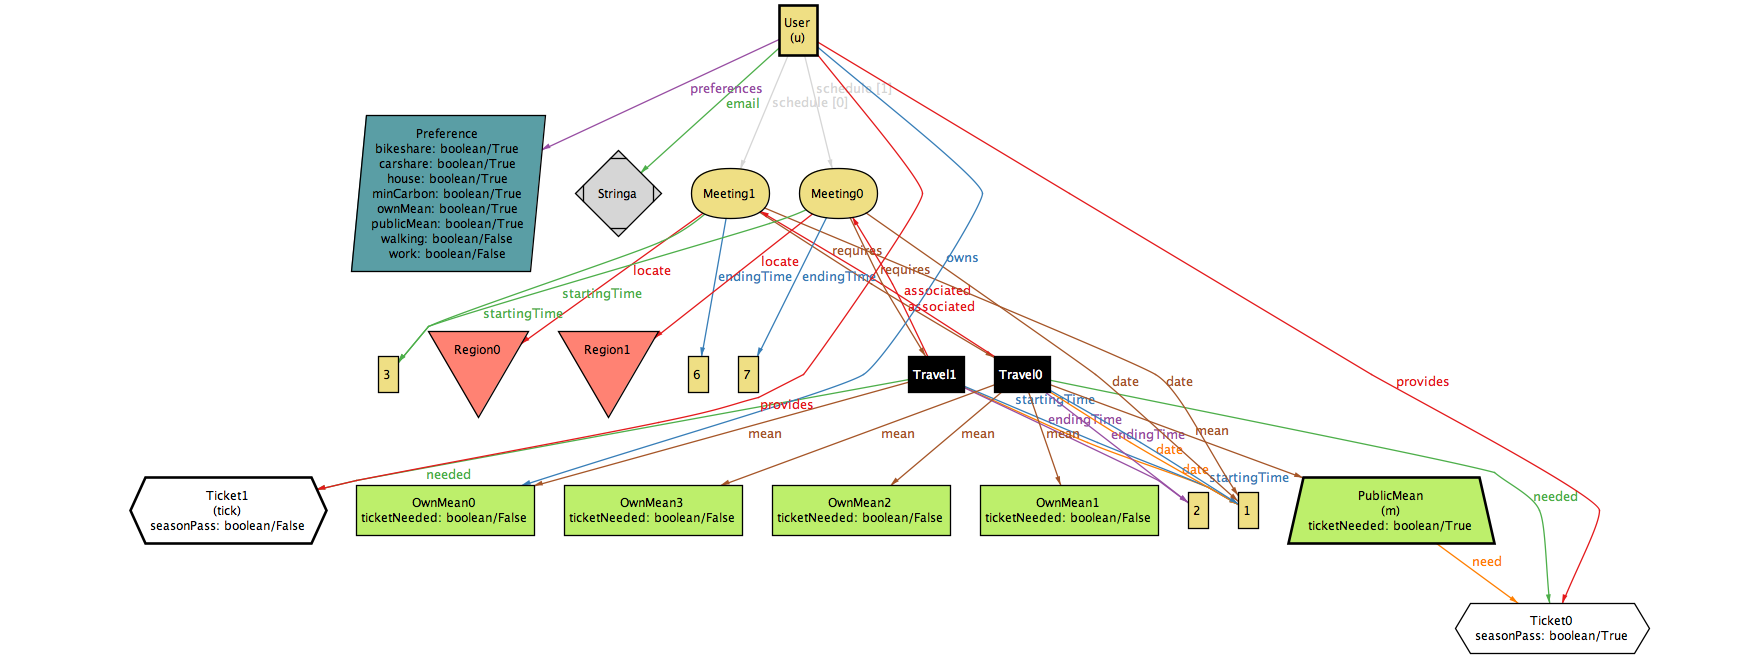 User
(u)
preferences
schedule [1]
email
schedule [0]
Preference
bikeshare: boolean/True
carshare: boolean/True
house: boolean/True
minCarbon: boolean/True
ownMean: boolean/True
publicMean: boolean/True
walking: boolean/False
work: boolean/False
Stringa
Meeting1
Meeting0
requires
owns
locate
locate
requires
endingTime
endingTime
startingTime
associated
associated
startingTime
Region0
Region1
3
6
7
Travel1
Travel0
date
date
provides
startingTime
provides
endingTime
mean
mean
mean
mean
endingTime
mean
date
date
needed
startingTime
needed
Ticket1
(tick)
seasonPass: boolean/False
OwnMean0
ticketNeeded: boolean/False
OwnMean3
ticketNeeded: boolean/False
OwnMean2
ticketNeeded: boolean/False
OwnMean1
ticketNeeded: boolean/False
2
1
PublicMean
(m)
ticketNeeded: boolean/True
need
Ticket0
seasonPass: boolean/True